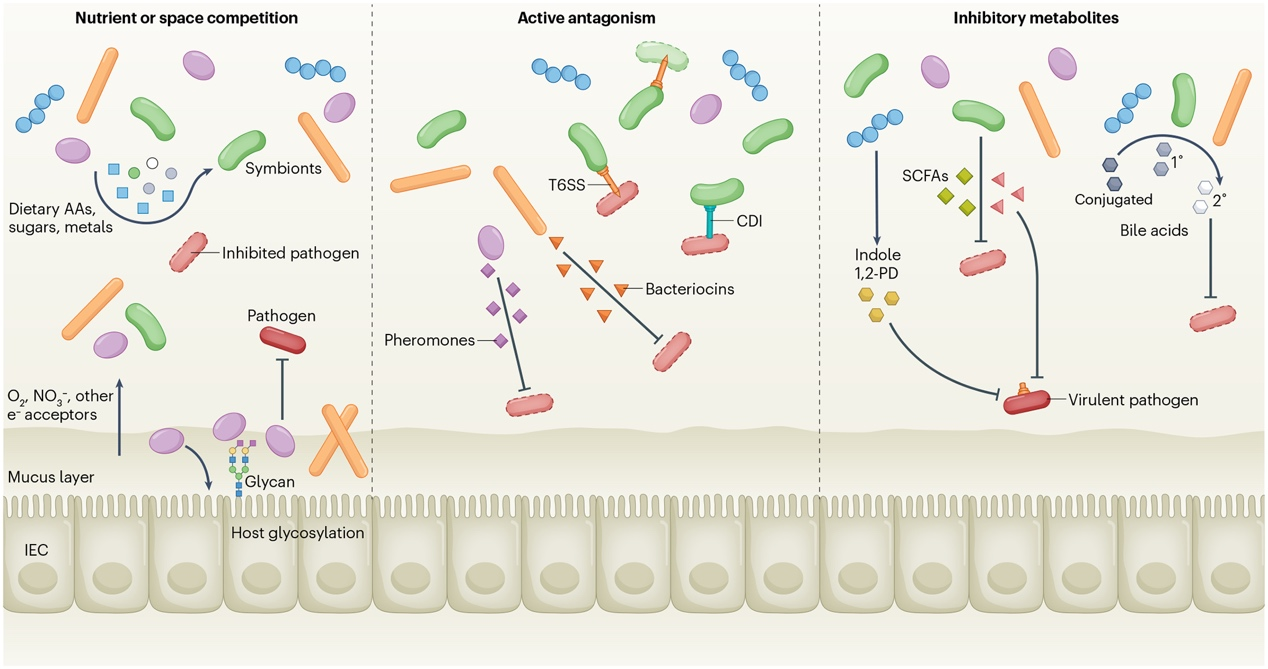 Nutrient or space competition
Symbionts
Dietary AAs,
sugars, metals
Inhibited pathogen
Pathogen
O₂, NO₃⁻, other
e⁻ acceptors
Mucus layer
Glycan
Host glycosylation
IEC
Active antagonism
T6SS
CDI
Bacteriocins
Pheromones
Inhibitory metabolites
SCFAs
1°
Conjugated
2°
Bile acids
Indole
1,2-PD
Virulent pathogen